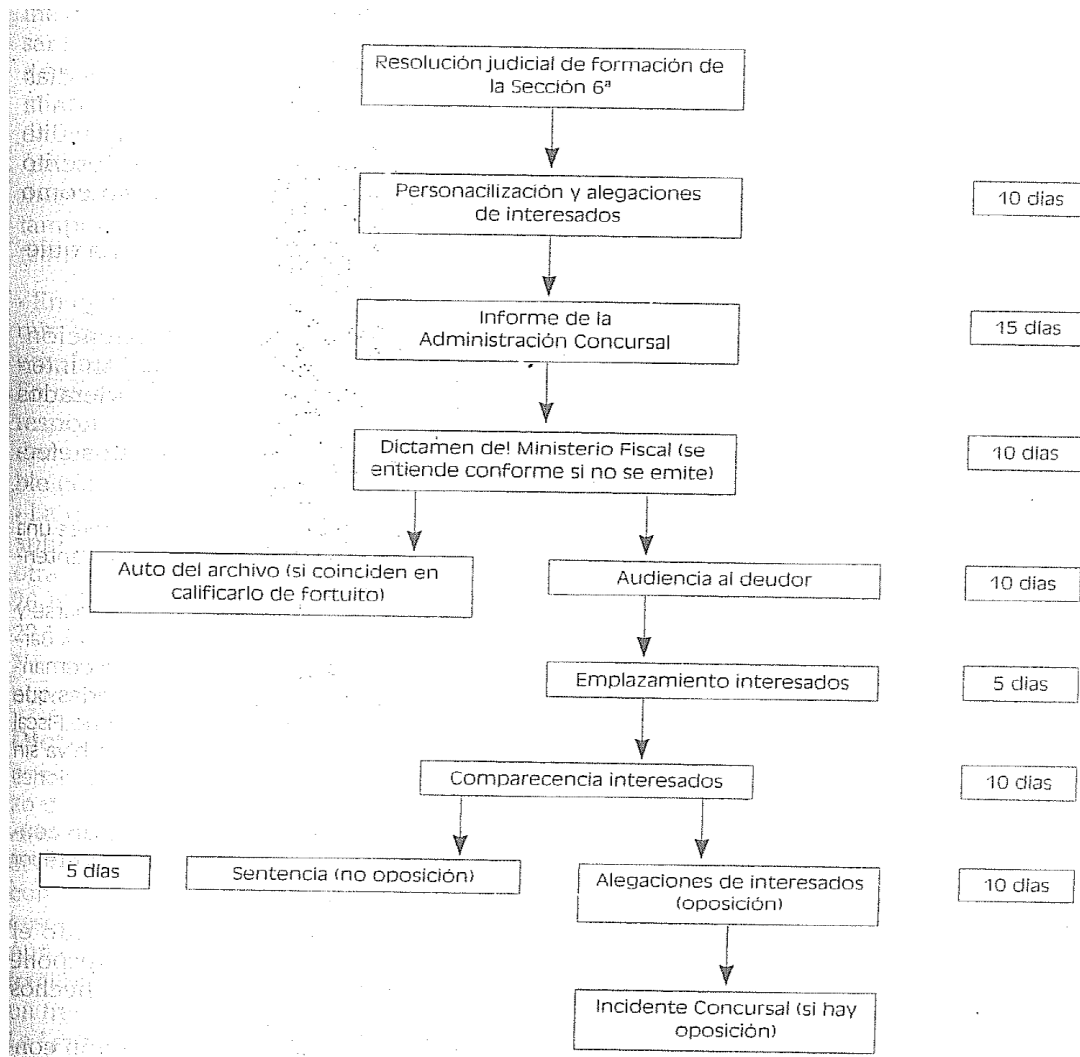 Resolución judicial de formación de
la Sección 6ª
Personacilización y alegaciones
de interesados
10 días
Informe de la
Administración Concursal
15 días
Dictamen del Ministerio Fiscal (se
entiende conforme si no se emite)
10 días
Auto del archivo (si coinciden en
calificarlo de fortuito)
Audiencia al deudor
10 días
Emplazamiento interesados
5 días
Comparecencia interesados
10 días
5 días
Sentencia (no oposición)
Alegaciones de interesados
(oposición)
10 días
Incidente Concursal (si hay
oposición)